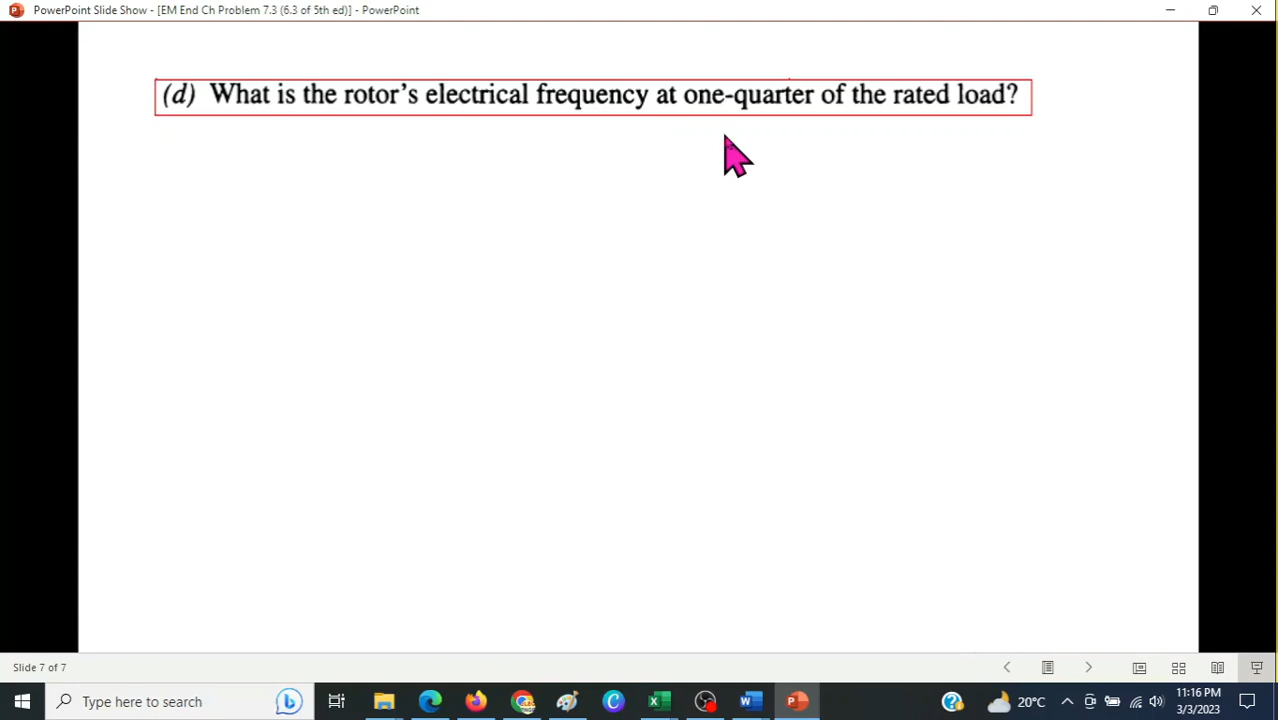 PowerPoint Slide Show - [EM End Ch Problem 7.3 (6.3 of 5th ed)] - PowerPoint
(d) What is the rotor's electrical frequency at one-quarter of the rated load?
Slide 7 of 7
Type here to search
20°C
11:16 PM
3/3/2023